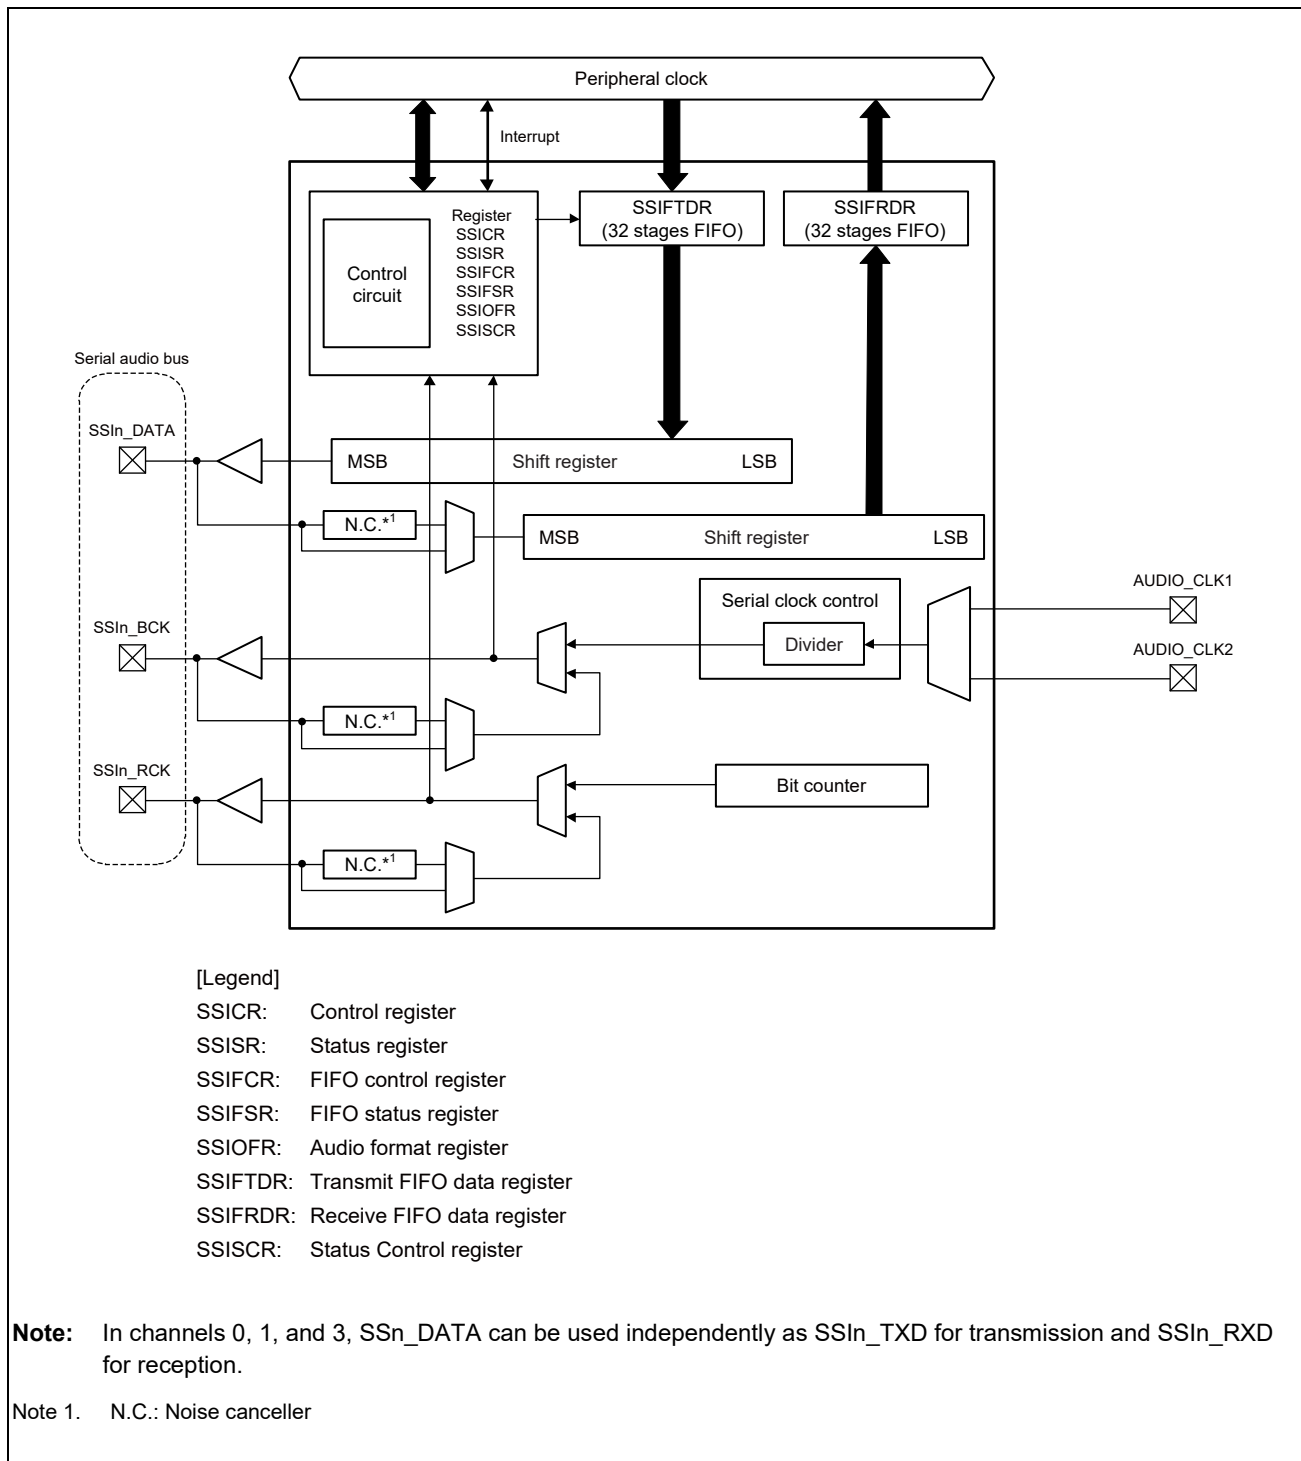 Peripheral clock
Interrupt
Register
SSICR
SSISR
SSIFCR
SSIFSR
SSIOFR
SSISCR
Control
circuit
SSIFTDR
(32 stages FIFO)
SSIFRDR
(32 stages FIFO)
Serial audio bus
SSIn_DATA
MSB Shift register LSB
N.C.*1
MSB Shift register LSB
AUDIO_CLK1
Serial clock control
SSIn_BCK
Divider
AUDIO_CLK2
N.C.*1
SSIn_RCK
Bit counter
N.C.*1
[Legend]
SSICR: Control register
SSISR: Status register
SSIFCR: FIFO control register
SSIFSR: FIFO status register
SSIOFR: Audio format register
SSIFTDR: Transmit FIFO data register
SSIFRDR: Receive FIFO data register
SSISCR: Status Control register
Note: In channels 0, 1, and 3, SSn_DATA can be used independently as SSIn_TXD for transmission and SSIn_RXD
for reception.
Note 1. N.C.: Noise canceller